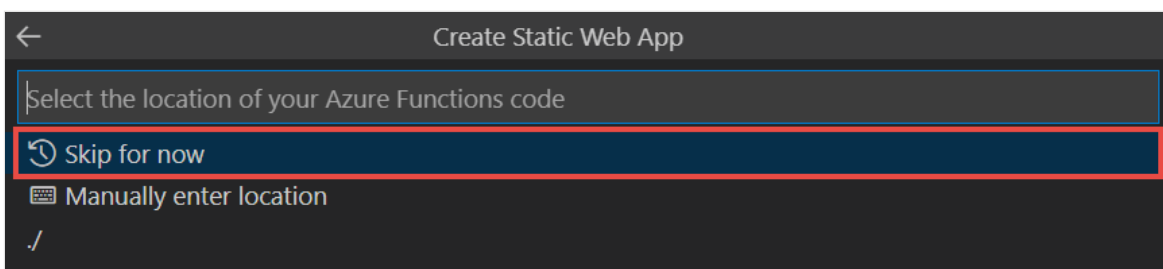 Create Static Web App
Select the location of your Azure Functions code
Skip for now
Manually enter location
./